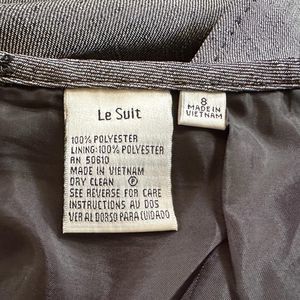 Le Suit
100% POLYESTER
LINING: 100% POLYESTER
RN 50610
MADE IN VIETNAM
DRY CLEAN Ⓟ
SEE REVERSE FOR CARE
INSTRUCTIONS AU DOS
VER AL DORSO PARA CUIDADO
8
MADE IN
VIETNAM